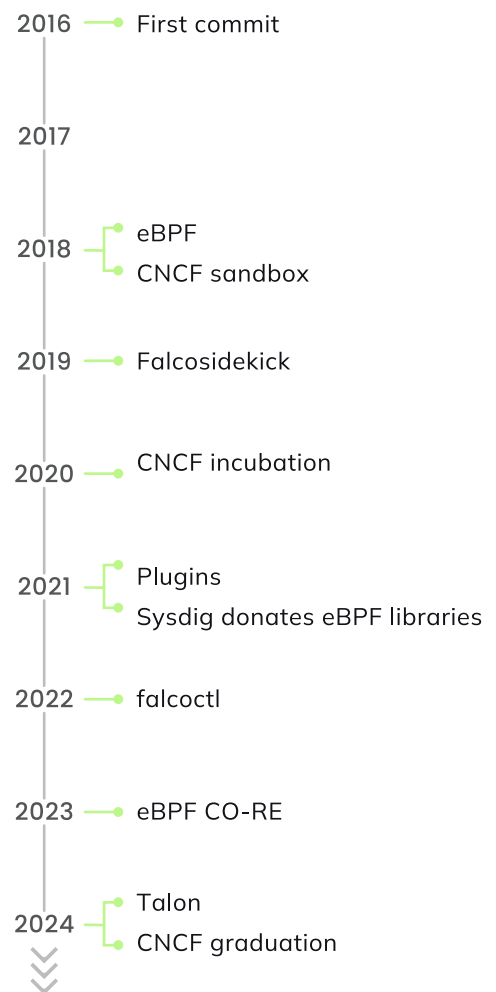 2016 First commit
2017
2018 eBPF
CNCF sandbox
2019 Falcosidekick
2020 CNCF incubation
2021 Plugins
Sysdig donates eBPF libraries
2022 falcoctl
2023 eBPF CO-RE
2024 Talon
CNCF graduation